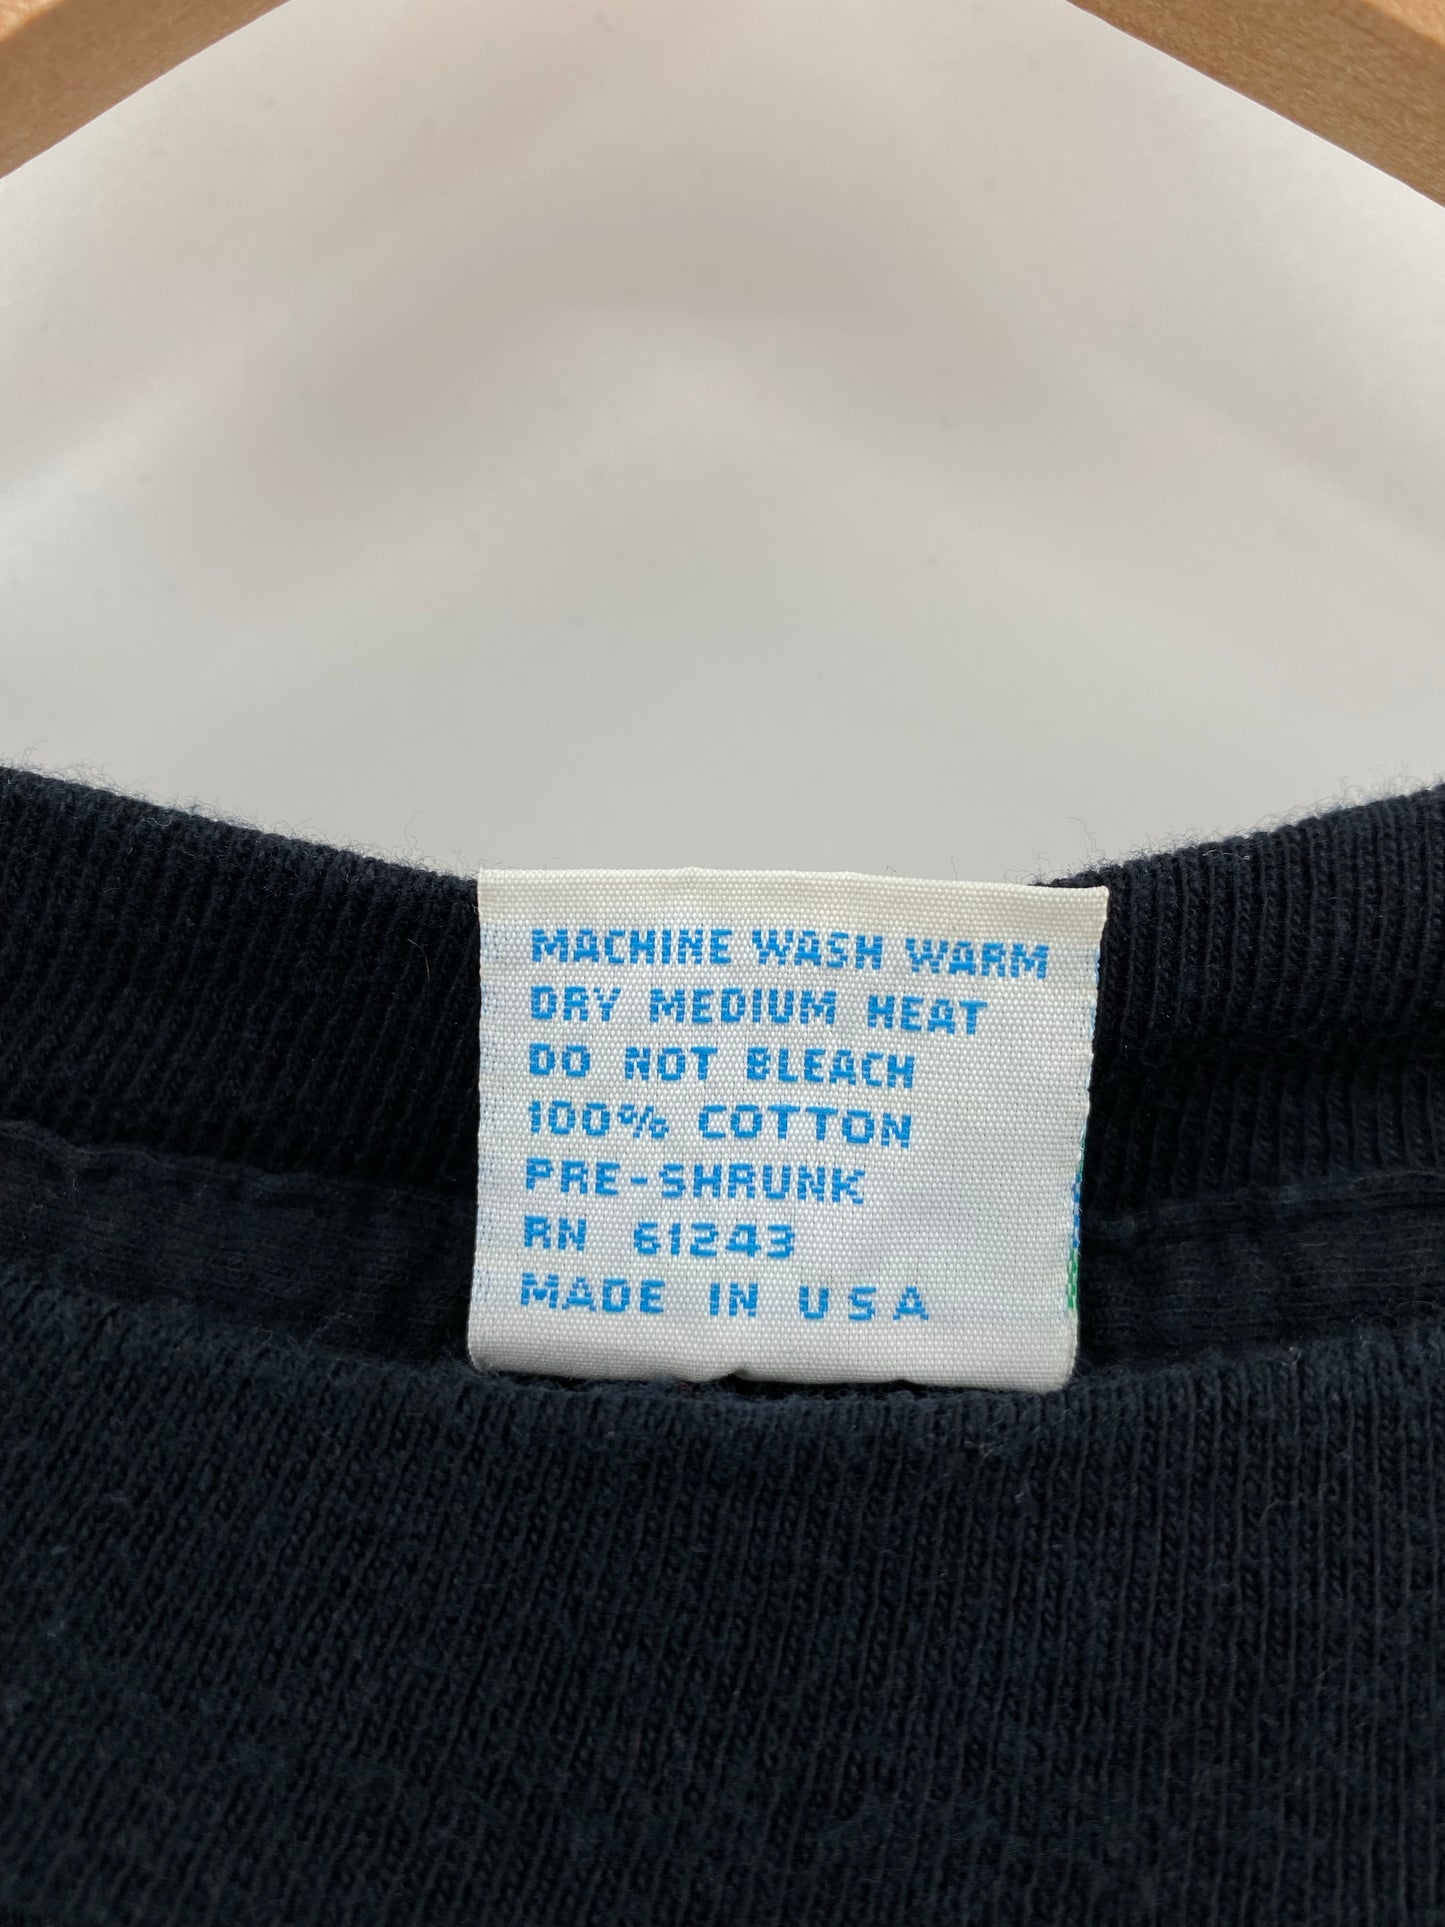 MACHINE WASH WARM
DRY MEDIUM HEAT
DO NOT BLEACH
100% COTTON
PRE-SHRUNK
RN 61243
MADE IN USA